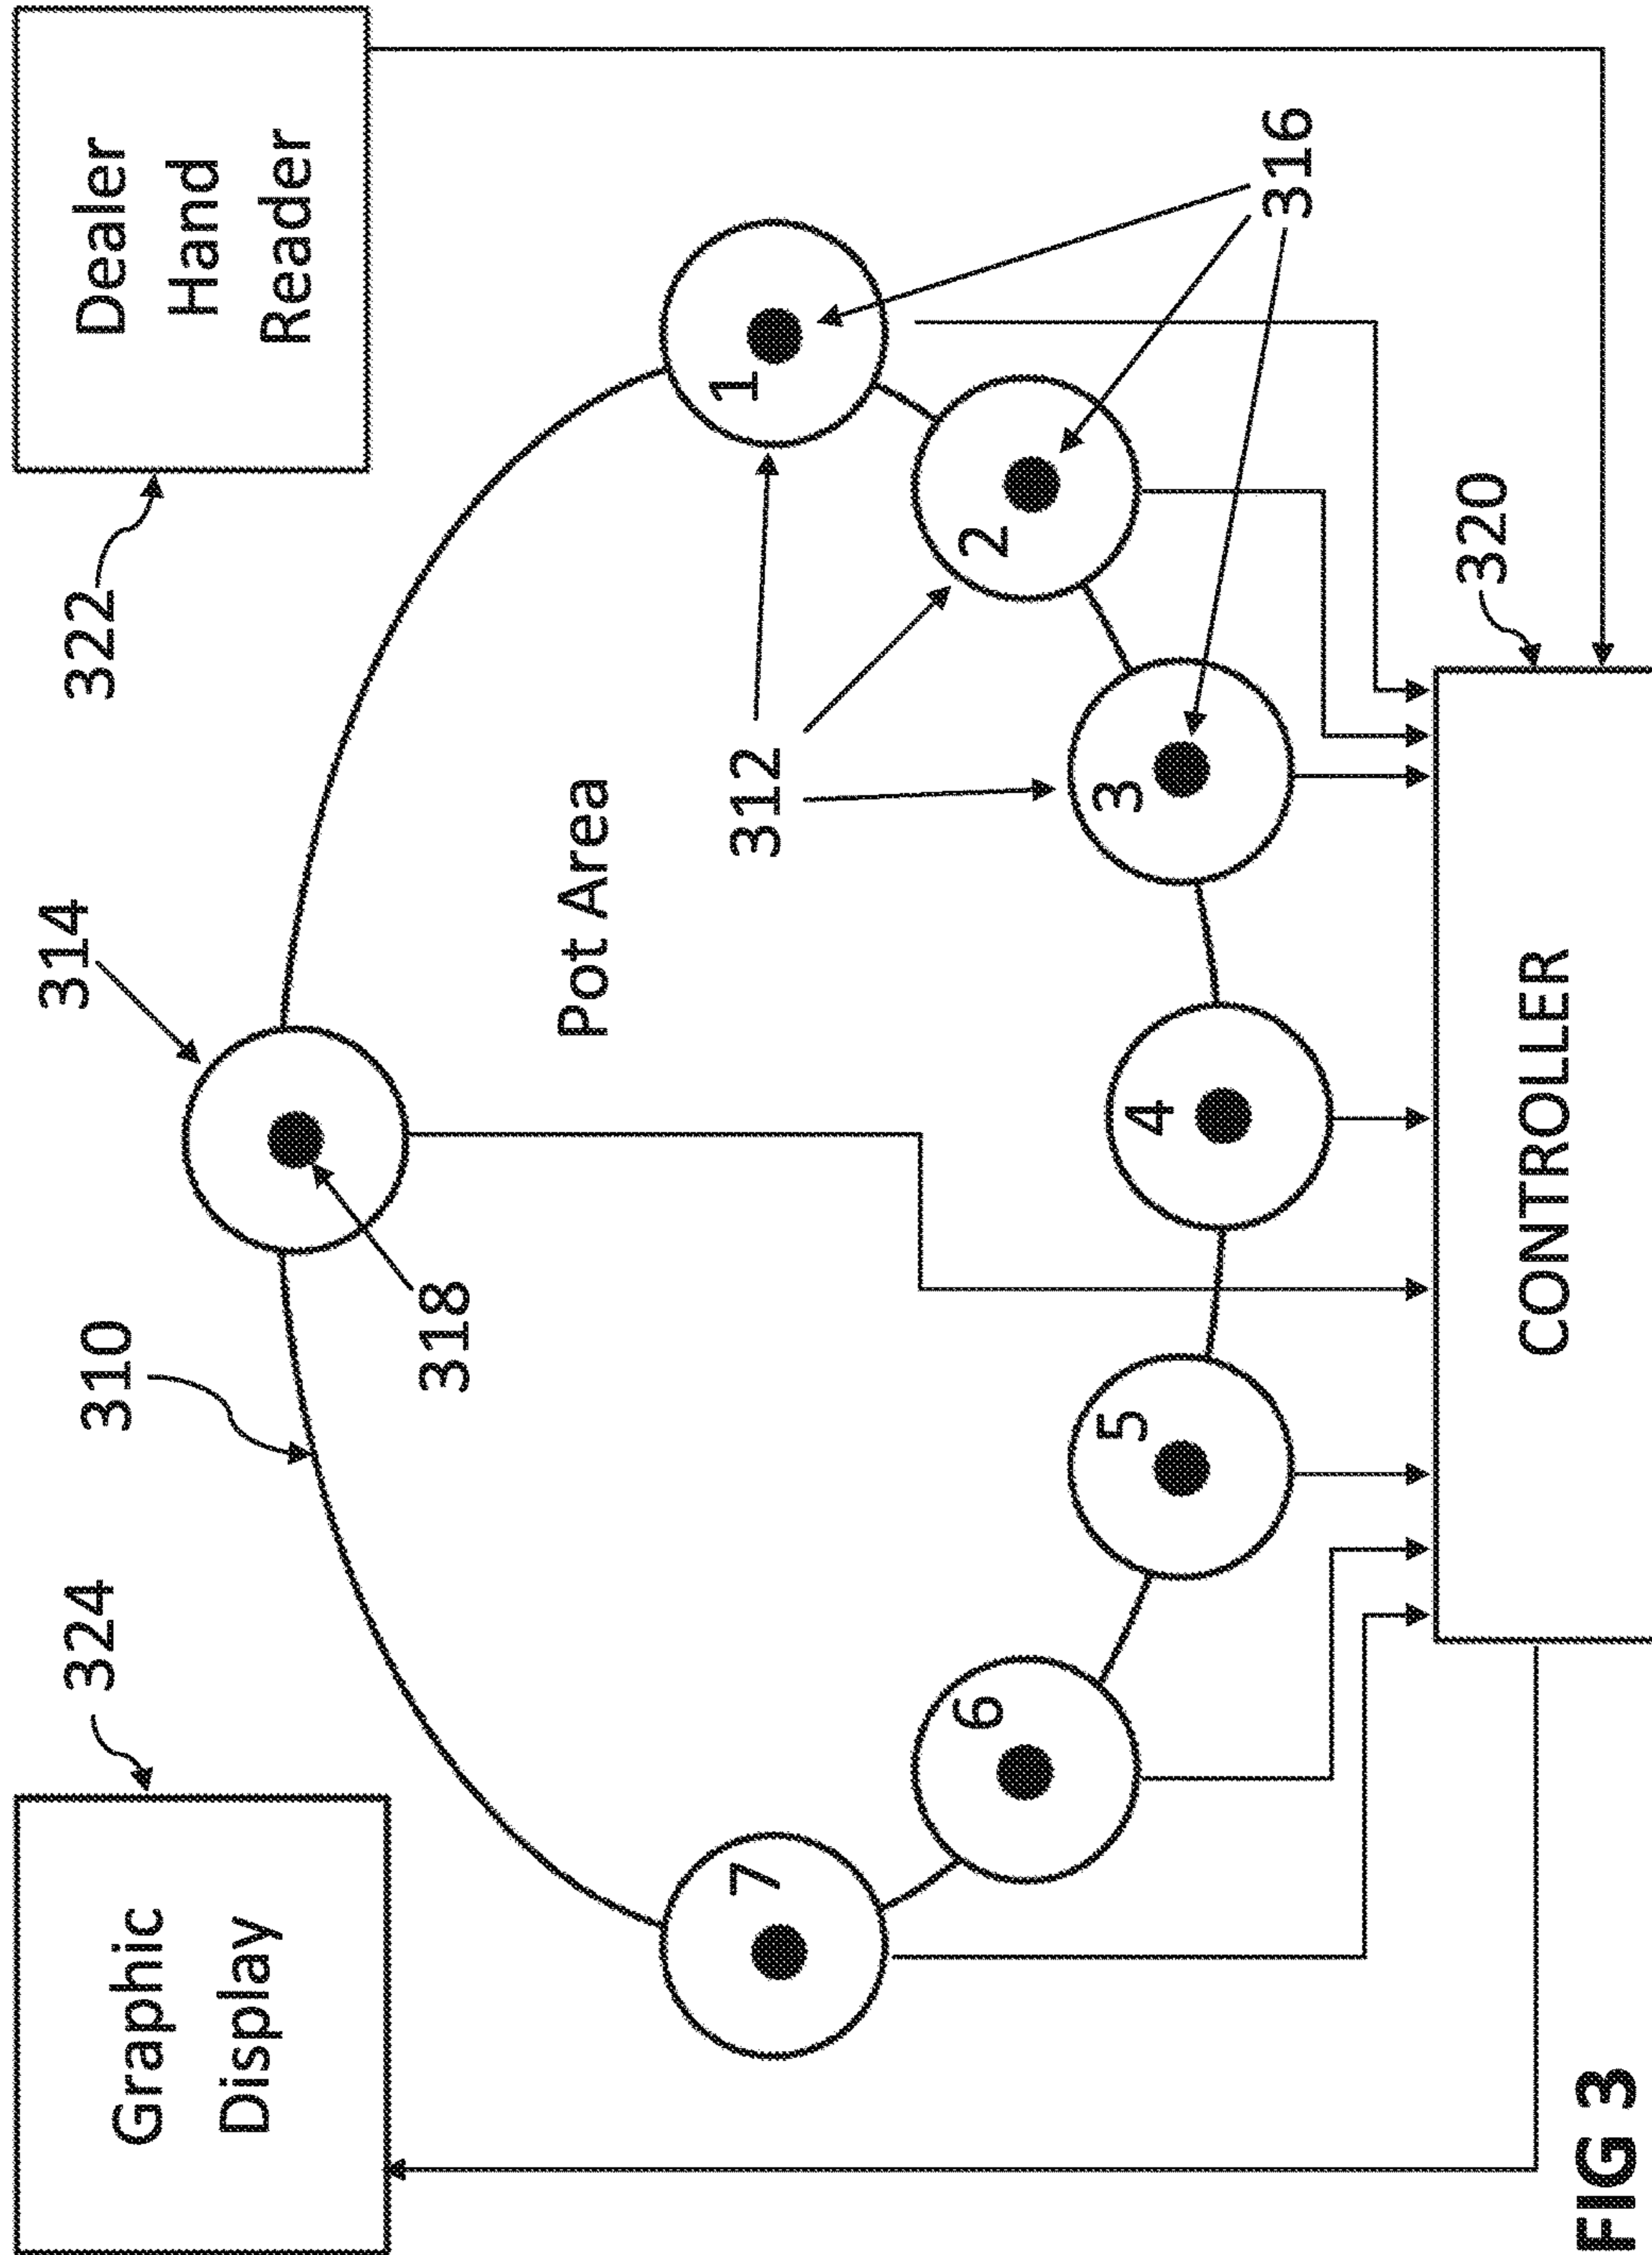 Graphic
Display
324
310
314
322
Dealer
Hand
Reader
318
Pot Area
312
316
7
6
5
4
3
2
1
320
CONTROLLER
FIG 3